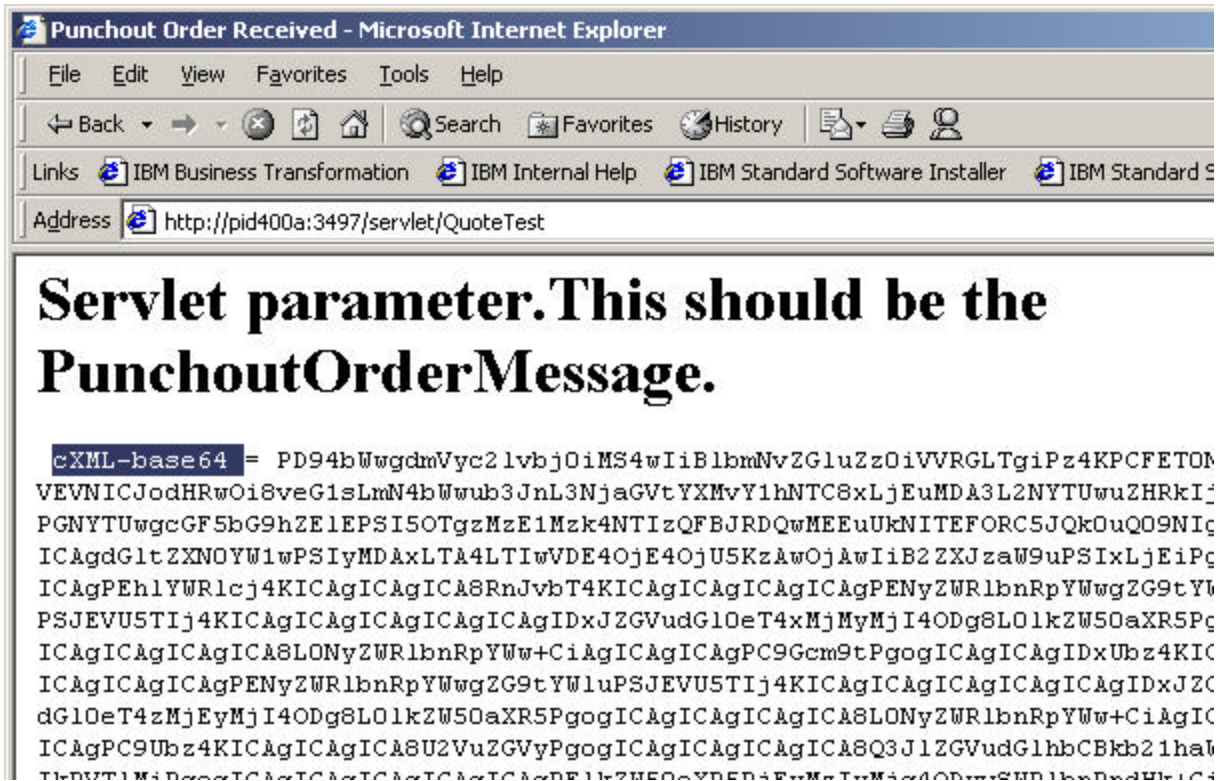 Punchout Order Received - Microsoft Internet Explorer
File Edit View Favorites Tools Help
Back Search Favorites History
Links IBM Business Transformation IBM Internal Help IBM Standard Software Installer IBM Standard S
Address http://pid400a:3497/servlet/QuoteTest
Servlet parameter.This should be the
PunchoutOrderMessage.
cXML-base64 = PD94bWwgdmVyc2lvbj0iMS4wIiBlbmNvZGluZz0iVVRGLTgiPz4KPCFET0N
VEVNICJodHRwOi8veG1sLmN4bWwub3JnL3NjaGVtYXMvY1hNTC8xLjEuMDA3L2NYTUwuZHRkIj
PGNYTUwgcGF5bG9hZElEPSI5OTgzMzE1Mzk4NTIzQFBJRDQwMEEuUkNITEFORC5JQk0uQ09NIg
ICAgdGltZXN0YW1wPSIyMDAxLTA4LTIwVDE4OjE4OjU5KzAwOjAwIiB2ZXJzaW9uPSIxLjEiPg
ICAgPEhlYWRlcj4KICAgICAgICA8RnJvbT4KICAgICAgICAgICAgPENyZWRlbnRpYWwgZG9tYW
PSJEVU5TIj4KICAgICAgICAgICAgICAgIDxJZGVudGl0eT4xMjMyMjI4ODg8L0lkZW50aXR5Pg
ICAgICAgICAgICA8L0NyZWRlbnRpYWw+CiAgICAgICAgPC9Gcm9tPgogICAgICAgIDxUbz4KIC
ICAgICAgICAgPENyZWRlbnRpYWwgZG9tYWluPSJEVU5TIj4KICAgICAgICAgICAgICAgIDxJZG
dGl0eT4zMjEyMjI4ODg8L0lkZW50aXR5PgogICAgICAgICAgICA8L0NyZWRlbnRpYWw+CiAgIC
ICAgPC9Ubz4KICAgICAgICA8U2VuZGVyPgogICAgICAgICAgICA8Q3JlZGVudGlhbCBkb21haW